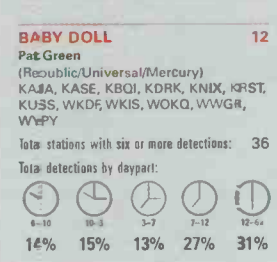 BABY DOLL 12
Pat Green
(Republic/Universal/Mercury)
KAJA, KASE, KBQI, KDRK, KNIX, KRST,
KUSS, WKDF, WKIS, WOKQ, WWGR,
WYPY
Total stations with six or more detections: 36
Total detections by daypart:
6-10 10-3 3-7 7-12 12-6a
14% 15% 13% 27% 31%